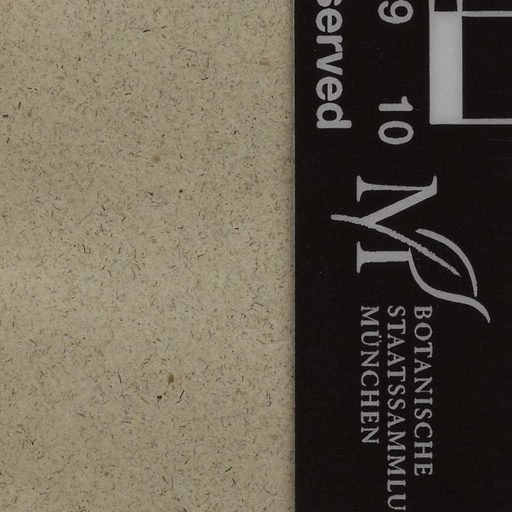 served
9 10
BOTANISCHE
STAATSSAMMLU
MÜNCHEN